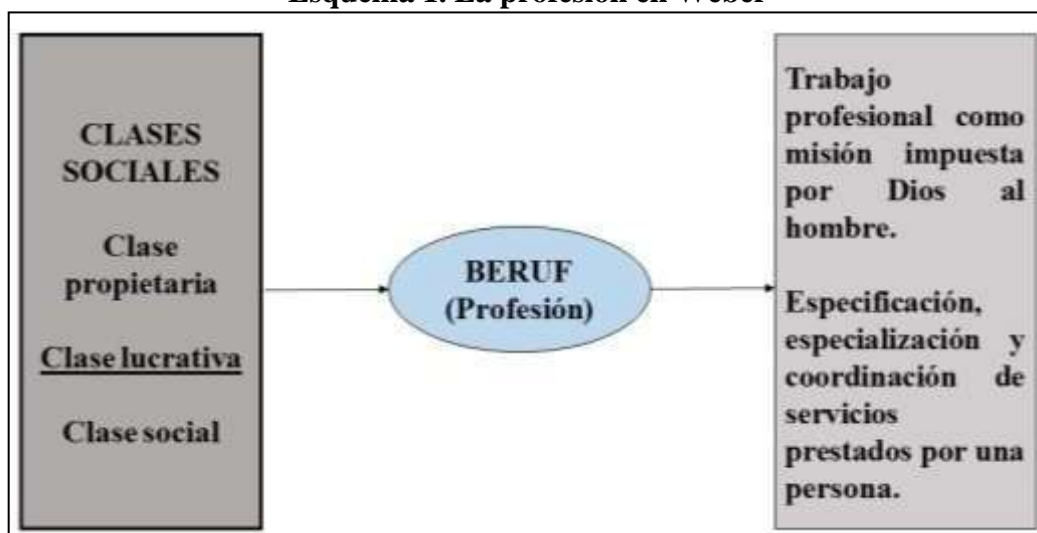 Esquema 1. La profesión en Weber
CLASES
SOCIALES
Clase
propietaria
Clase lucrativa
Clase social
BERUF
(Profesión)
Trabajo
profesional como
misión impuesta
por Dios al
hombre.
Especificación,
especialización y
coordinación de
servicios
prestados por una
persona.